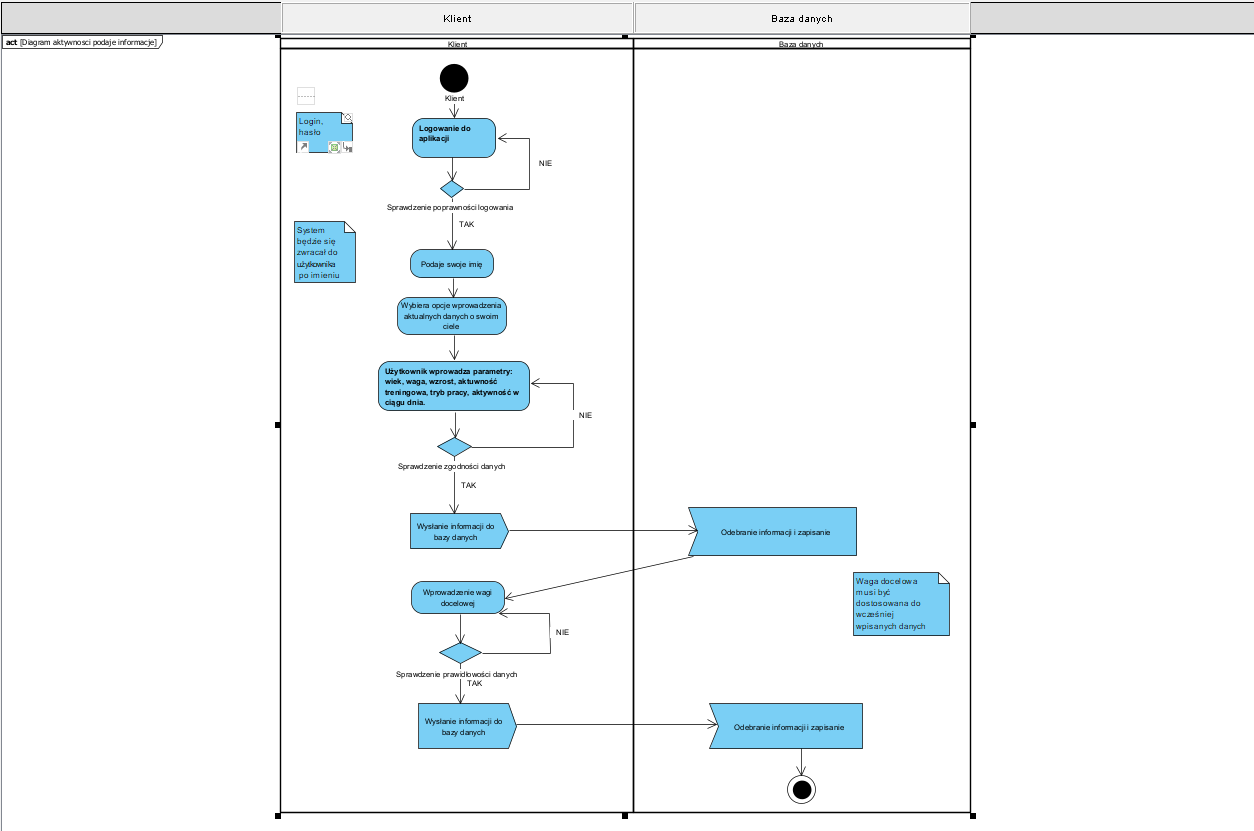 Klient
Baza danych
act [Diagram aktywnosci podaje informacje]
Klient
Baza danych
Klient
Login,
hasło
Logowanie do
aplikacji
NIE
Sprawdzenie poprawności logowania
TAK
System
będzie się
zwracał do
użytkownika
po imieniu
Podaje swoje imię
Wybiera opcje wprowadzenia
aktualnych danych o swoim
ciele
Użytkownik wprowadza parametry:
wiek, waga, wzrost, aktuwność
treningowa, tryb pracy, aktywność w
ciągu dnia.
NIE
Sprawdzenie zgodności danych
TAK
Wysłanie informacji do
bazy danych
Odebranie informacji i zapisanie
Wprowadzenie wagi
docelowej
Waga docelowa
musi być
dostosowana do
wcześniej
wpisanych danych
NIE
Sprawdzenie prawidłowości danych
TAK
Wysłanie informacji do
bazy danych
Odebranie informacji i zapisanie